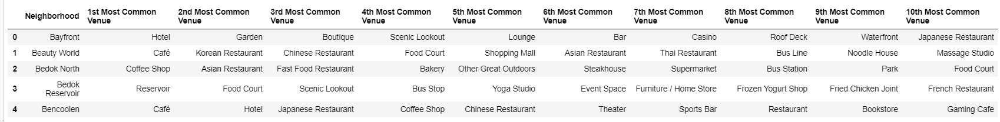 Neighborhood 1st Most Common Venue 2nd Most Common Venue 3rd Most Common Venue 4th Most Common Venue 5th Most Common Venue 6th Most Common Venue 7th Most Common Venue 8th Most Common Venue 9th Most Common Venue 10th Most Common Venue
0 Bayfront Hotel Garden Boutique Scenic Lookout Lounge Bar Casino Roof Deck Waterfront Japanese Restaurant
1 Beauty World Café Korean Restaurant Chinese Restaurant Food Court Shopping Mall Asian Restaurant Thai Restaurant Bus Line Noodle House Massage Studio
2 Bedok North Coffee Shop Asian Restaurant Fast Food Restaurant Bakery Other Great Outdoors Steakhouse Supermarket Bus Station Park Food Court
3 Bedok Reservoir Reservoir Food Court Scenic Lookout Bus Stop Yoga Studio Event Space Furniture / Home Store Frozen Yogurt Shop Fried Chicken Joint French Restaurant
4 Bencoolen Café Hotel Japanese Restaurant Coffee Shop Chinese Restaurant Theater Sports Bar Restaurant Bookstore Gaming Cafe